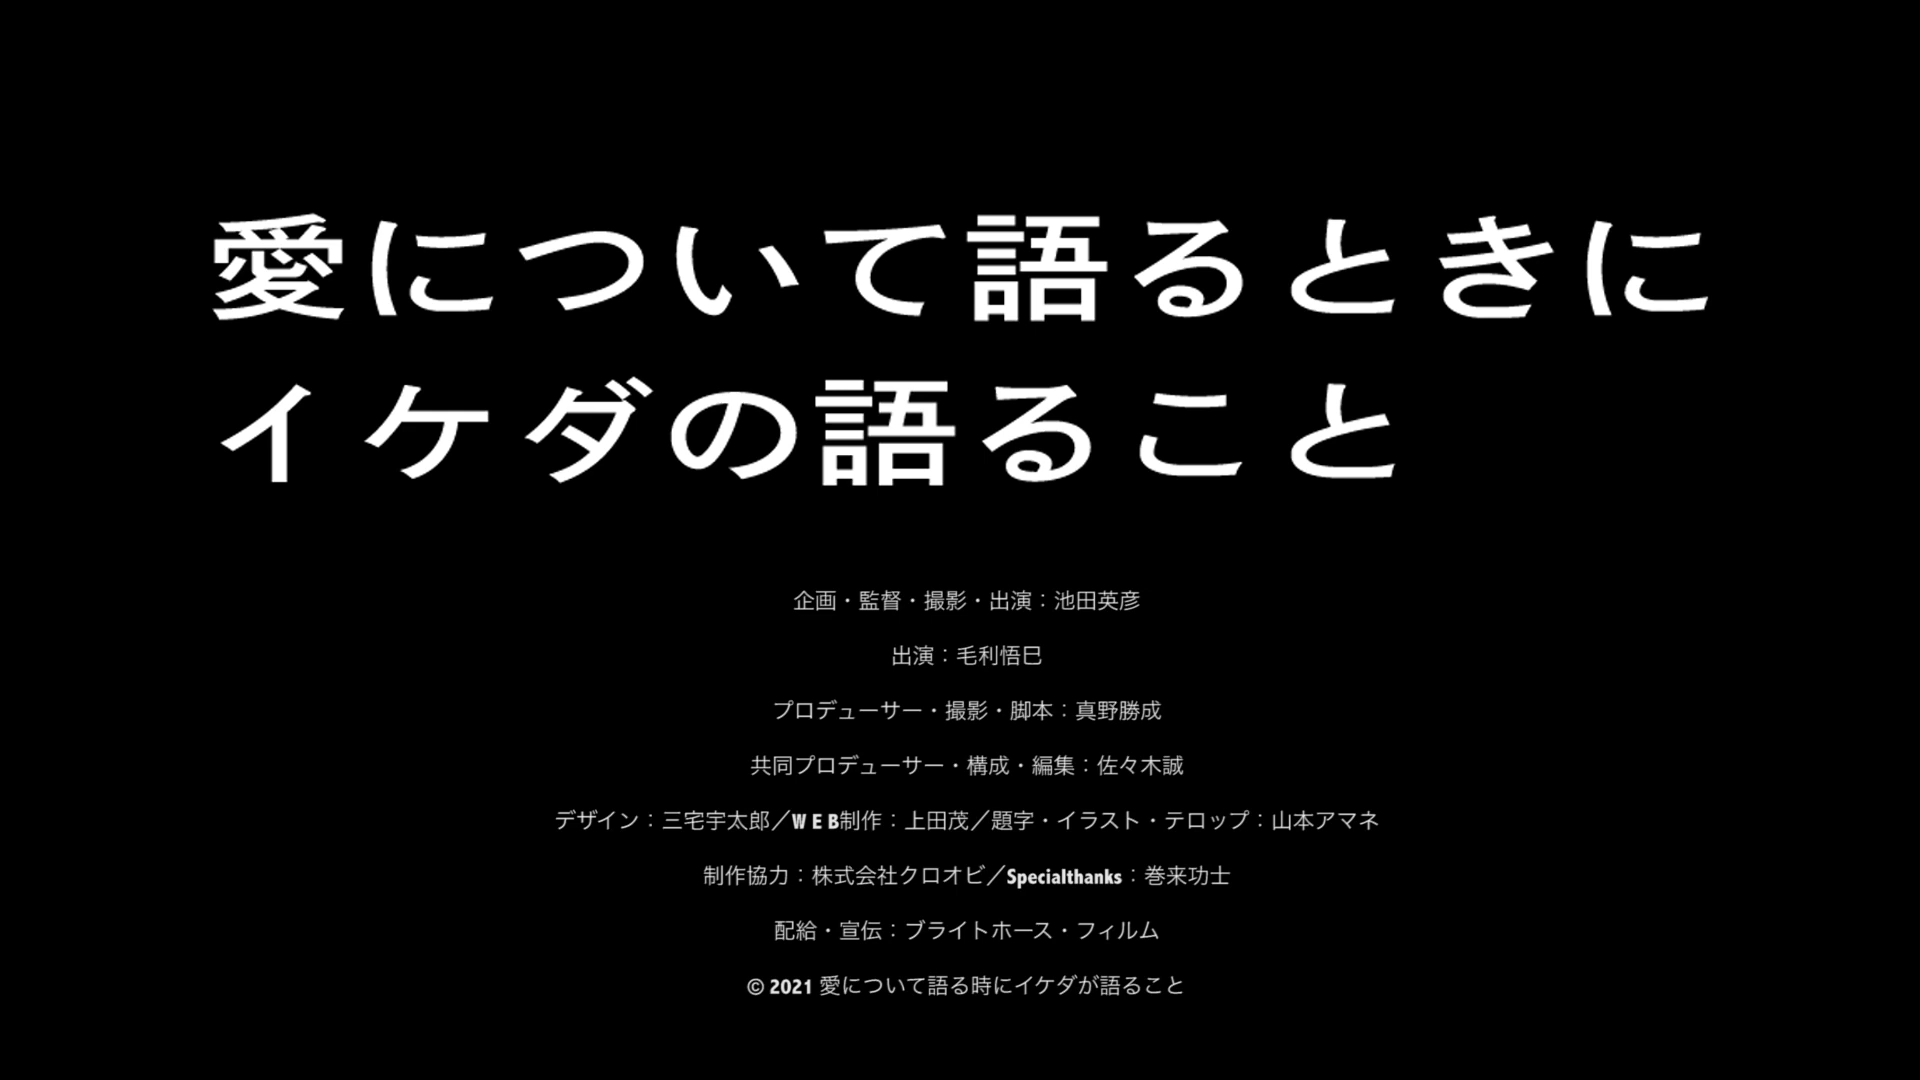 愛について語るときに
イケダの語ること
企画・監督・撮影・出演：池田英彦
出演：毛利悟巳
プロデューサー・撮影・脚本：真野勝成
共同プロデューサー・構成・編集：佐々木誠
デザイン：三宅宇太郎／WEB制作：上田茂／題字・イラスト・テロップ：山本アマネ
制作協力：株式会社クロオビ／Specialthanks：巻来功士
配給・宣伝：ブライトホース・フィルム
© 2021 愛について語る時にイケダが語ること